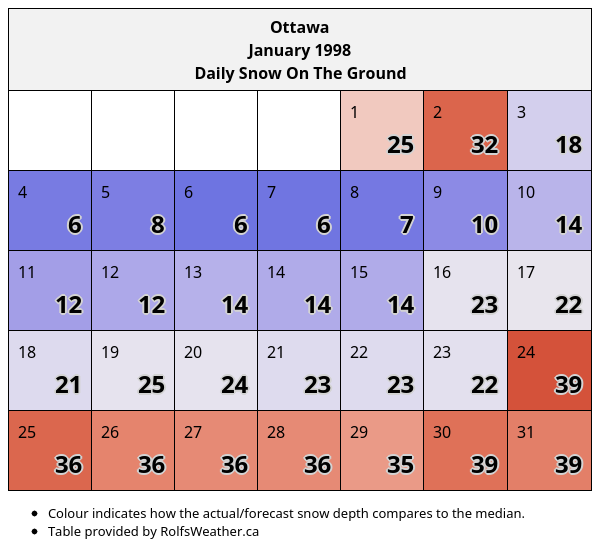 Ottawa
January 1998
Daily Snow On The Ground
1 2 3
25 32 18
4 5 6 7 8 9 10
6 8 6 6 7 10 14
11 12 13 14 15 16 17
12 12 14 14 14 23 22
18 19 20 21 22 23 24
21 25 24 23 23 22 39
25 26 27 28 29 30 31
36 36 36 36 35 39 39
• Colour indicates how the actual/forecast snow depth compares to the median.
• Table provided by RolfsWeather.ca